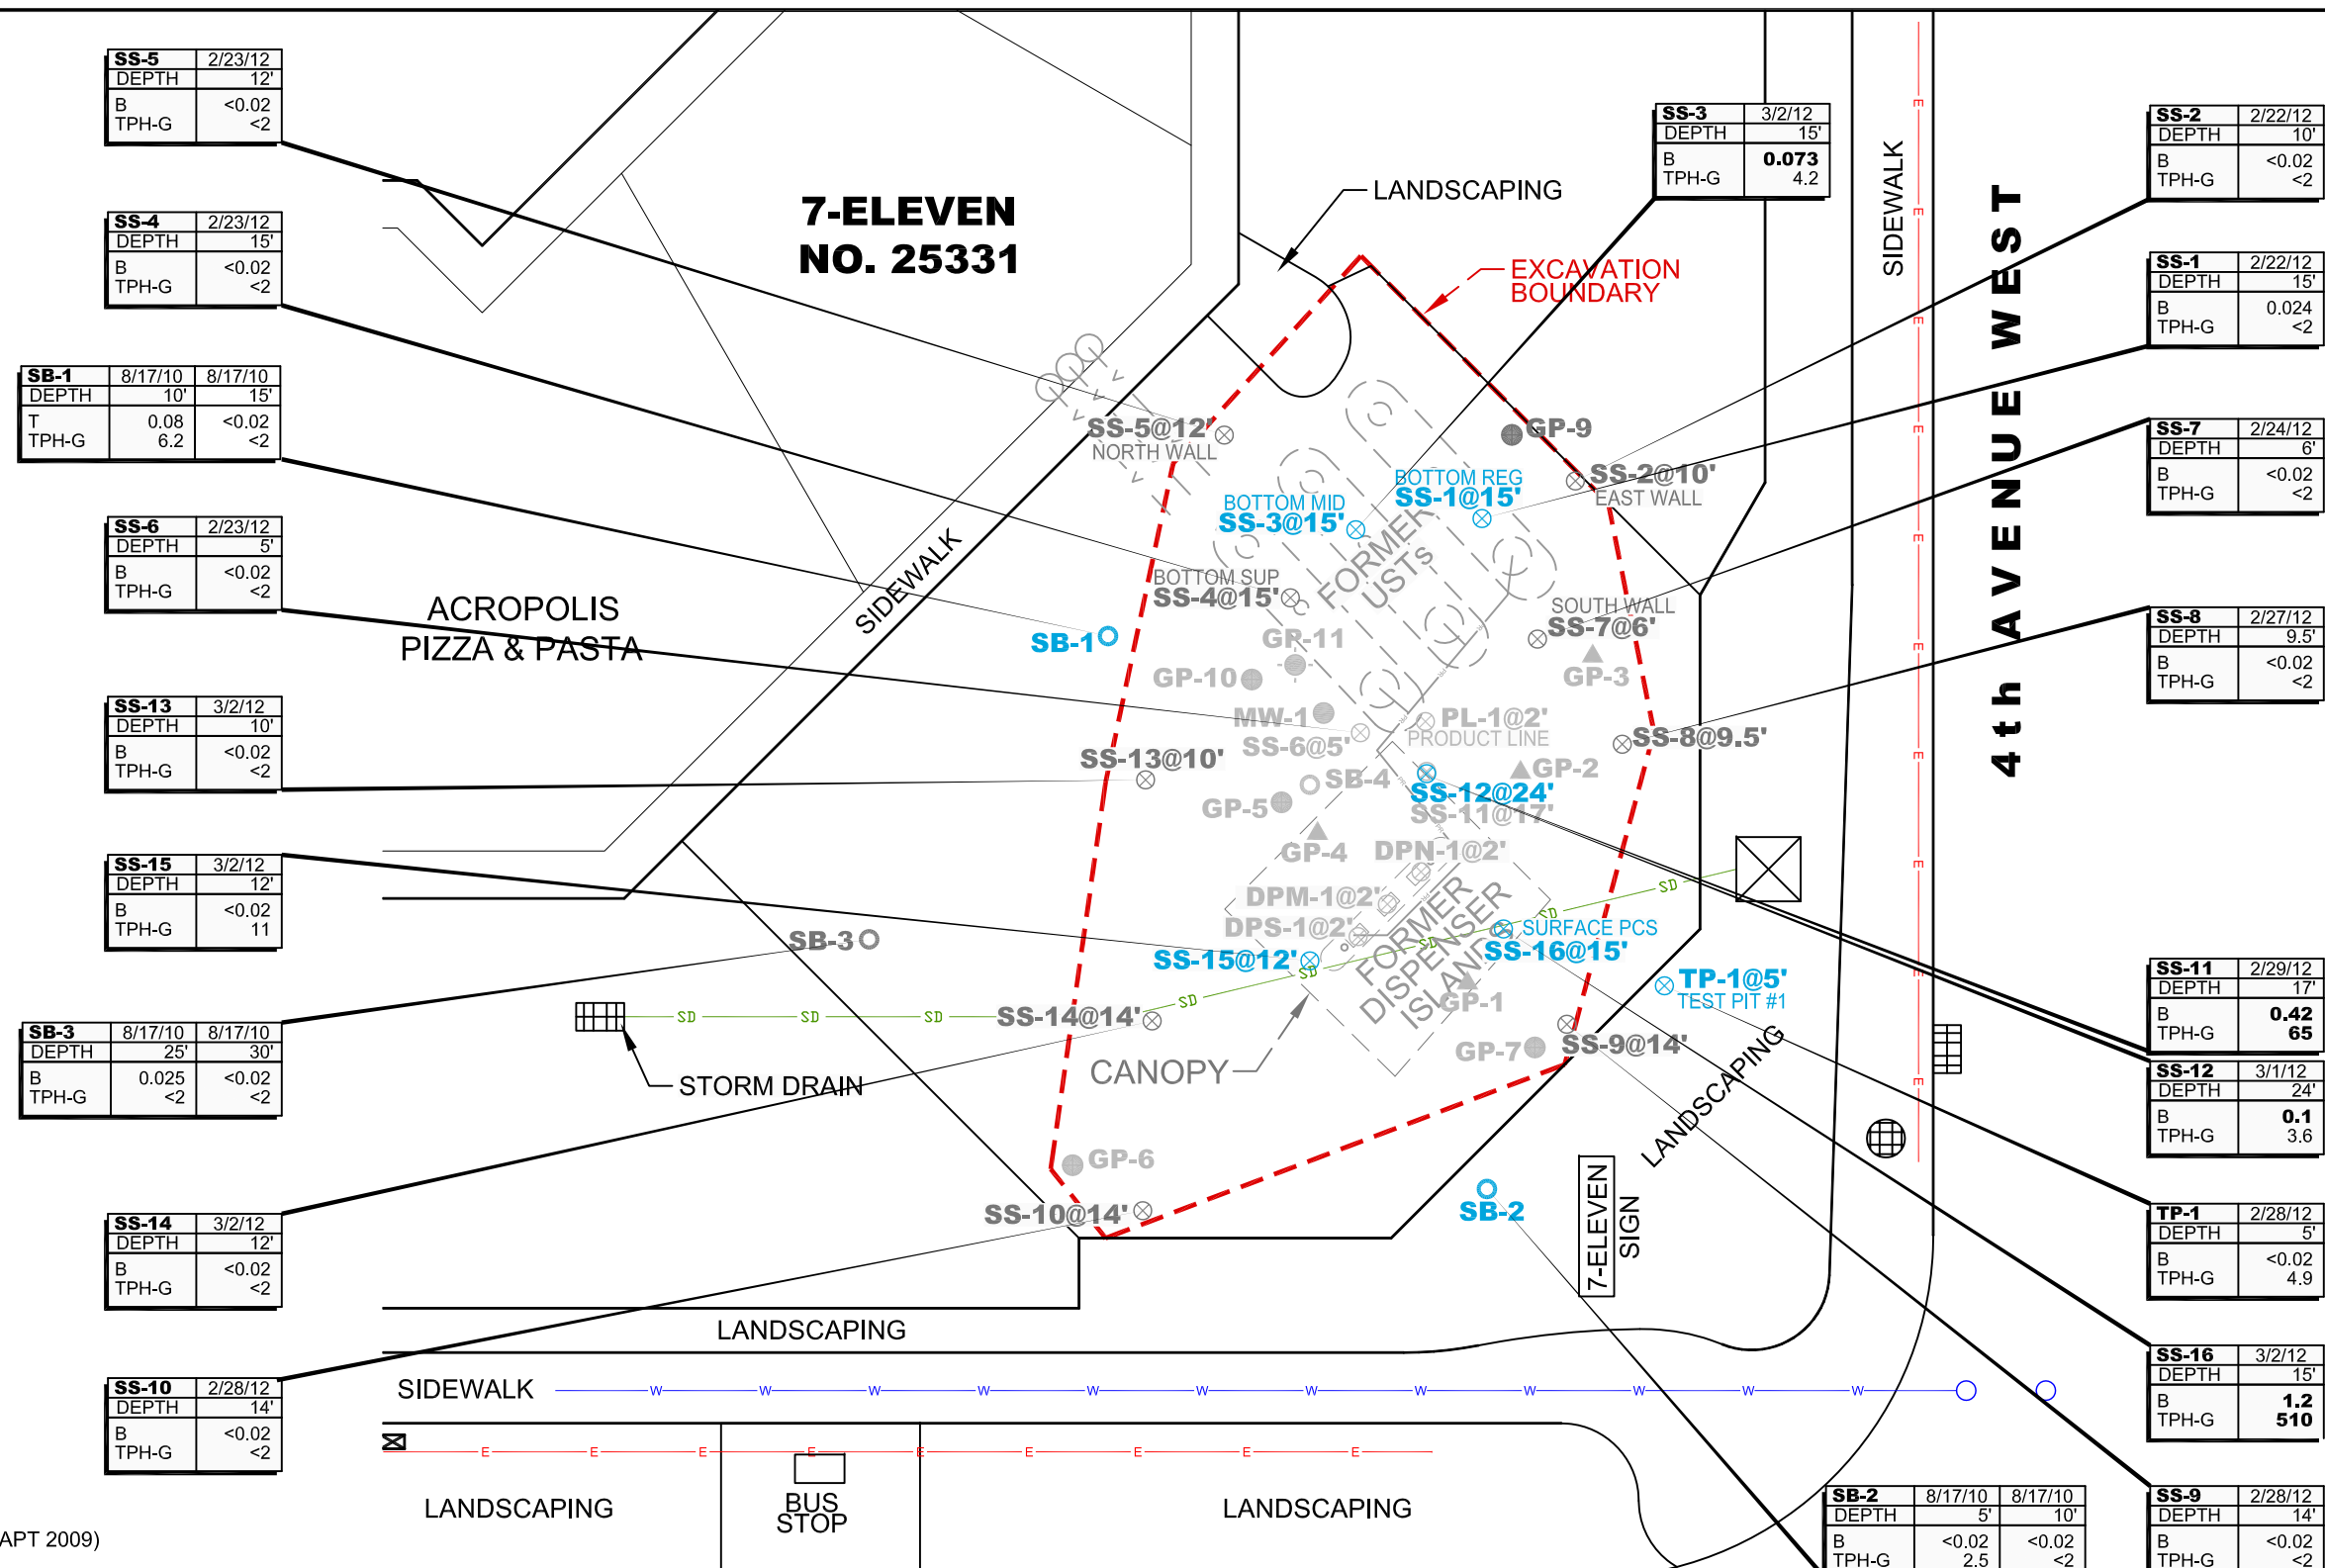 SS-5 2/23/12
DEPTH 12'
B <0.02
TPH-G <2
SS-4 2/23/12
DEPTH 15'
B <0.02
TPH-G <2
SB-1 8/17/10 8/17/10
DEPTH 10' 15'
T 0.08 <0.02
TPH-G 6.2 <2
SS-6 2/23/12
DEPTH 5'
B <0.02
TPH-G <2
SS-13 3/2/12
DEPTH 10'
B <0.02
TPH-G <2
SS-15 3/2/12
DEPTH 12'
B <0.02
TPH-G 11
SB-3 8/17/10 8/17/10
DEPTH 25' 30'
B 0.025 <0.02
TPH-G <2 <2
SS-14 3/2/12
DEPTH 12'
B <0.02
TPH-G <2
SS-10 2/28/12
DEPTH 14'
B <0.02
TPH-G <2
APT 2009)
7-ELEVEN
NO. 25331
LANDSCAPING
EXCAVATION
BOUNDARY
SS-5@12'
NORTH WALL
GP-9
SS-2@10'
EAST WALL
BOTTOM REG
SS-1@15'
BOTTOM MID
SS-3@15'
FORMER
USTs
BOTTOM SUP
SS-4@15'
SOUTH WALL
SS-7@6'
GP-3
SB-1
GP-11
GP-10
MW-1
SS-6@5'
PL-1@2'
PRODUCT LINE
SS-8@9.5'
SS-13@10'
SB-4
GP-2
GP-5
SS-12@24'
SS-11@17'
GP-4
DPN-1@2'
DPM-1@2'
DPS-1@2'
FORMER
DISPENSER
ISLANDS
SURFACE PCS
SS-16@15'
SB-3
SS-15@12'
GP-1
TP-1@5'
TEST PIT #1
SS-14@14'
GP-7
SS-9@14'
CANOPY
STORM DRAIN
SD SD SD SD SD SD SD SD
GP-6
SS-10@14'
SB-2
7-ELEVEN
SIGN
LANDSCAPING
ACROPOLIS
PIZZA & PASTA
SIDEWALK
SIDEWALK
4th AVENUE WEST
E E E E E E E E E E
LANDSCAPING
SIDEWALK
W W W W W W W W W W W W
E E E E E E E E E
LANDSCAPING
BUS
STOP
LANDSCAPING
SS-3 3/2/12
DEPTH 15'
B 0.073
TPH-G 4.2
SS-2 2/22/12
DEPTH 10'
B <0.02
TPH-G <2
SS-1 2/22/12
DEPTH 15'
B 0.024
TPH-G <2
SS-7 2/24/12
DEPTH 6'
B <0.02
TPH-G <2
SS-8 2/27/12
DEPTH 9.5'
B <0.02
TPH-G <2
SS-11 2/29/12
DEPTH 17'
B 0.42
TPH-G 65
SS-12 3/1/12
DEPTH 24'
B 0.1
TPH-G 3.6
TP-1 2/28/12
DEPTH 5'
B <0.02
TPH-G 4.9
SS-16 3/2/12
DEPTH 15'
B 1.2
TPH-G 510
SB-2 8/17/10 8/17/10
DEPTH 5' 10'
B <0.02 <0.02
TPH-G 2.5 <2
SS-9 2/28/12
DEPTH 14'
B <0.02
TPH-G <2